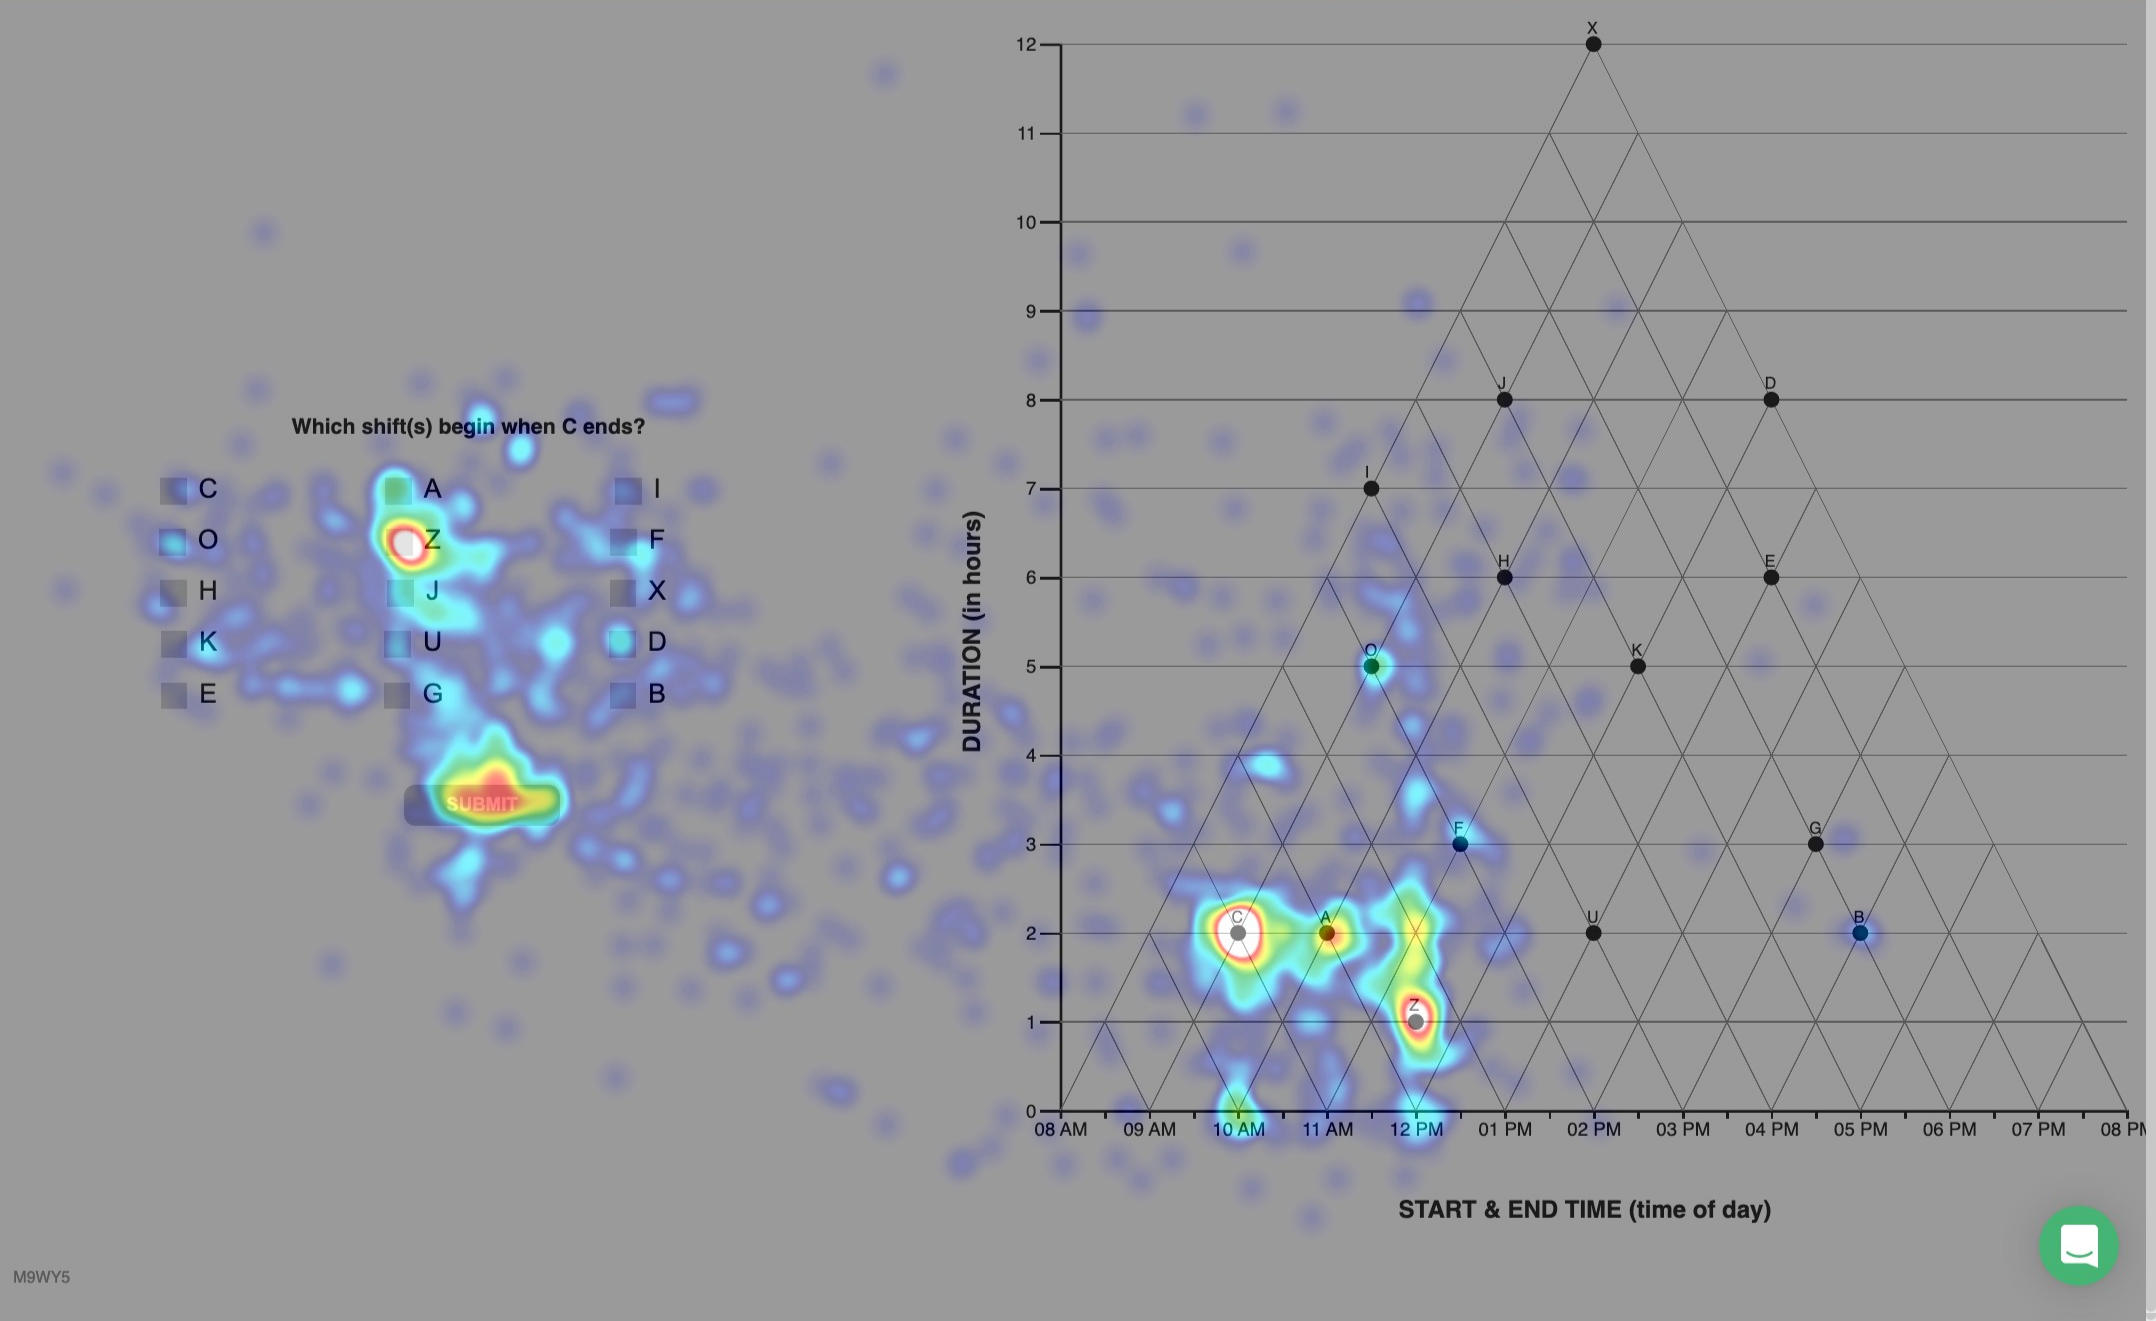 Which shift(s) begin when C ends?
C A I
O Z F
H J X
K U D
E G B
SUBMIT
X
12
11
10
9
J D
8
I
7
H E
6
O K
5
4
F G
3
C A U B
2
Z
1
0
DURATION (in hours)
08 AM 09 AM 10 AM 11 AM 12 PM 01 PM 02 PM 03 PM 04 PM 05 PM 06 PM 07 PM 08 PM
START & END TIME (time of day)
M9WY5